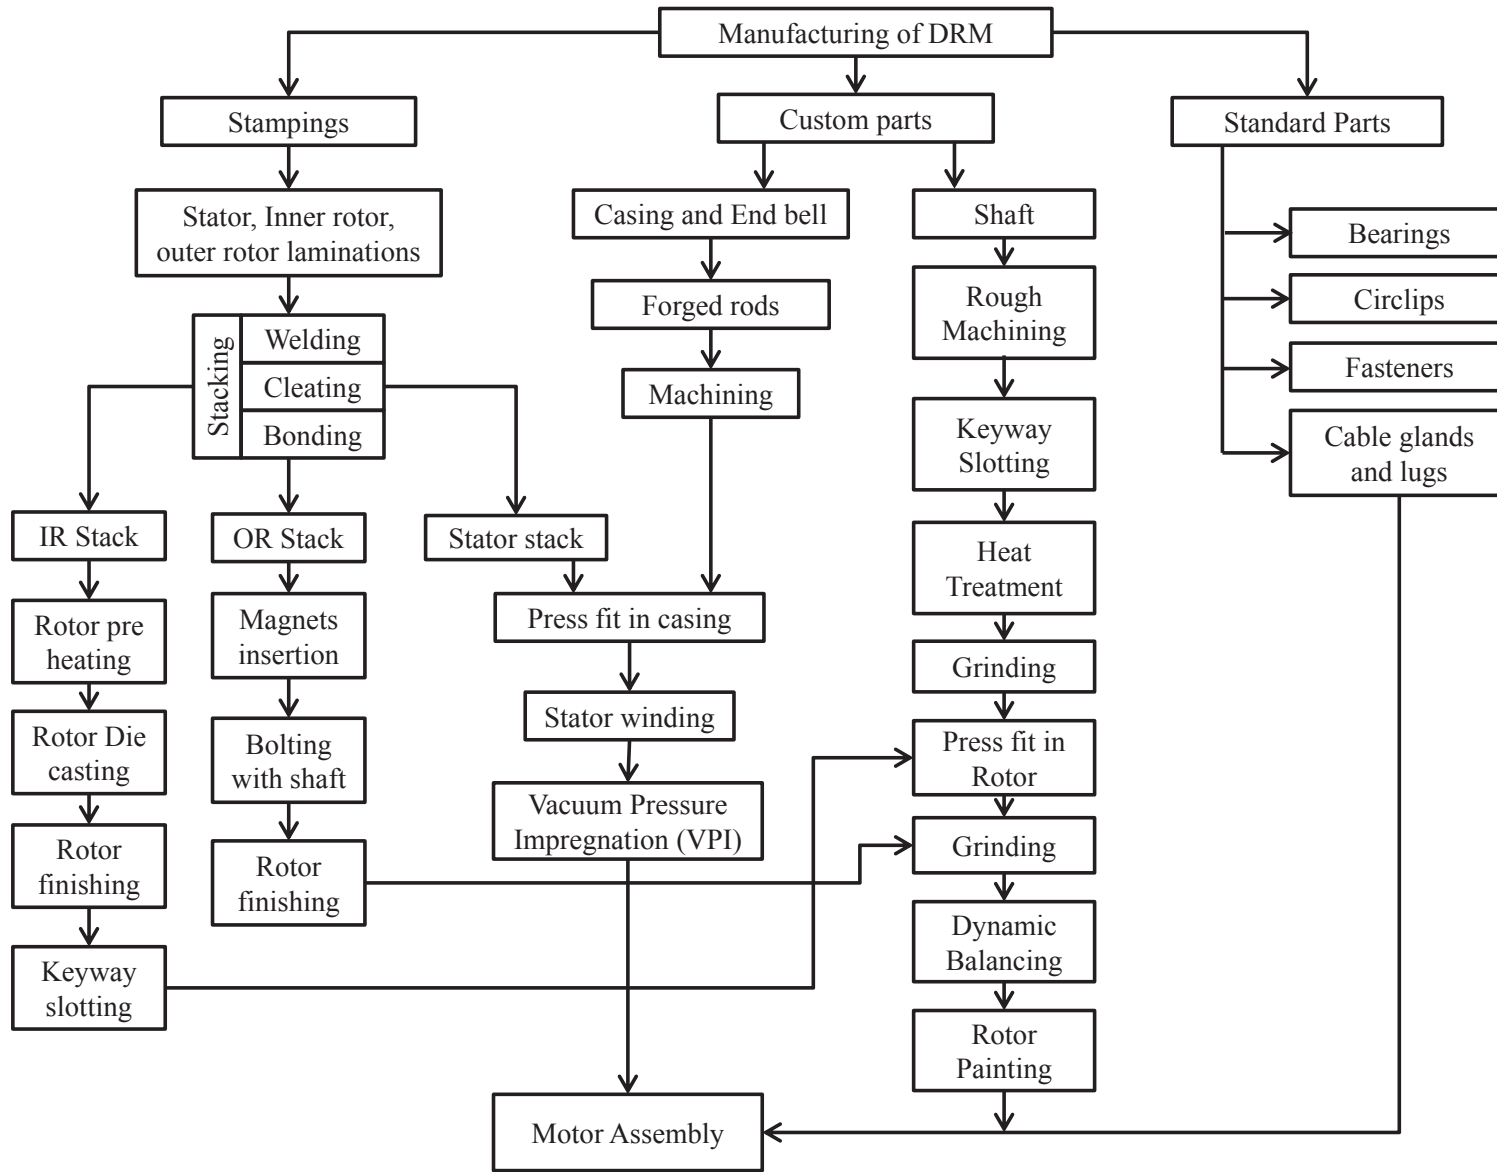 Manufacturing of DRM
Stampings
Custom parts
Standard Parts
Stator, Inner rotor,
outer rotor laminations
Casing and End bell
Shaft
Bearings
Circlips
Fasteners
Cable glands
and lugs
Stacking
Welding
Cleating
Bonding
Forged rods
Machining
Rough
Machining
Keyway
Slotting
Heat
Treatment
Grinding
Press fit in
Rotor
Grinding
Dynamic
Balancing
Rotor
Painting
IR Stack
OR Stack
Stator stack
Rotor pre
heating
Magnets
insertion
Press fit in casing
Rotor Die
casting
Bolting
with shaft
Stator winding
Rotor
finishing
Rotor
finishing
Vacuum Pressure
Impregnation (VPI)
Keyway
slotting
Motor Assembly